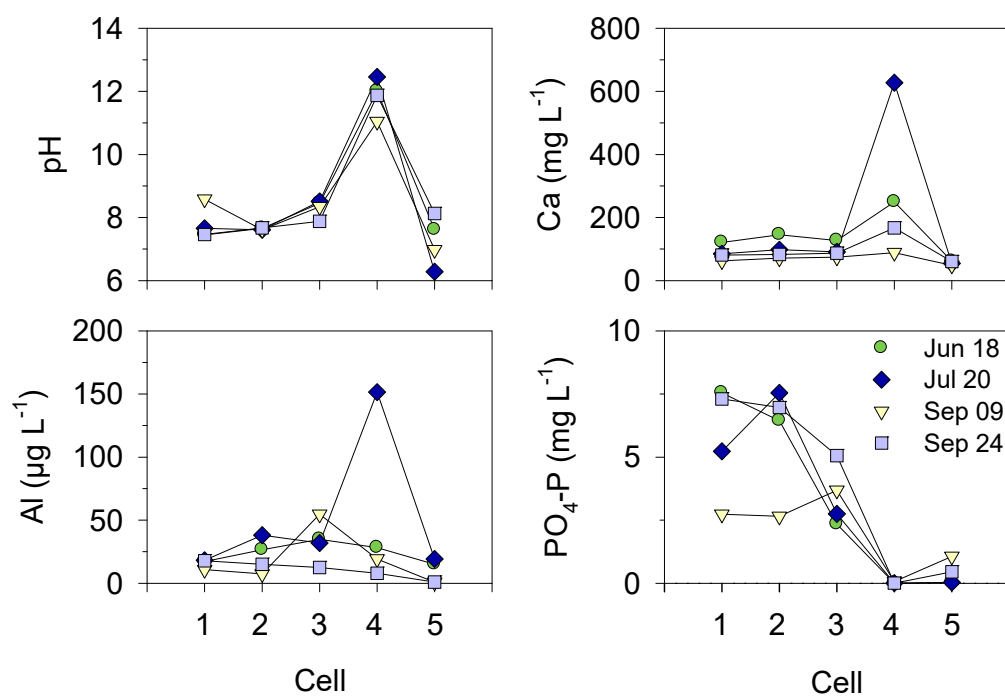 14
12
10
8
6
pH
800
600
400
200
0
Ca (mg L⁻¹)
200
150
100
50
0
Al (µg L⁻¹)
1 2 3 4 5
Cell
10
5
0
PO₄-P (mg L⁻¹)
Jun 18
Jul 20
Sep 09
Sep 24
1 2 3 4 5
Cell